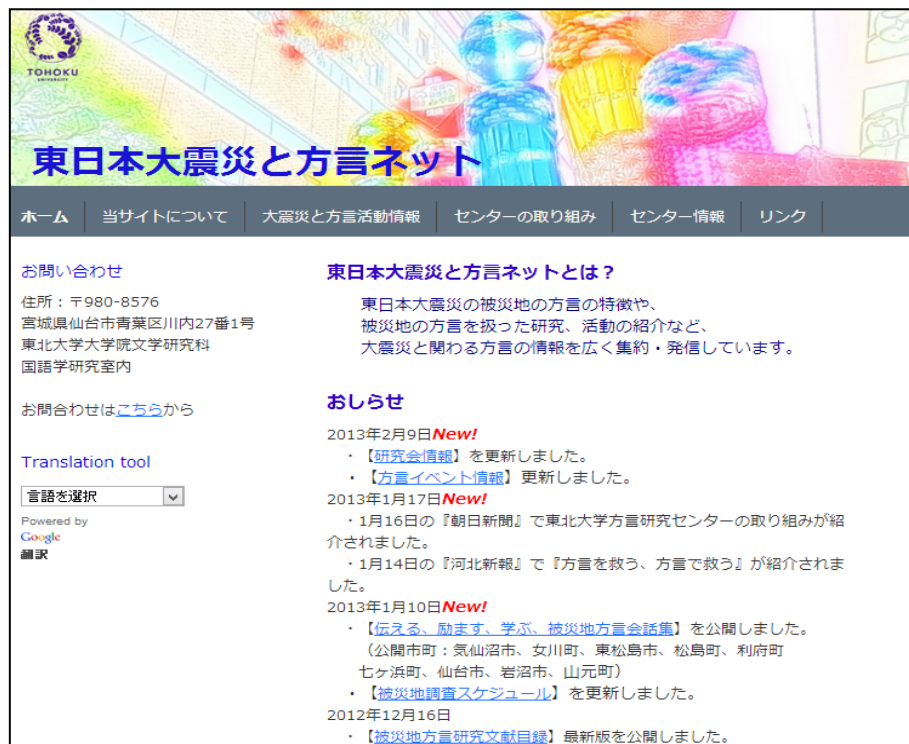 TOHOKU
UNIVERSITY
東日本大震災と方言ネット
ホーム 当サイトについて 大震災と方言活動情報 センターの取り組み センター情報 リンク
お問い合わせ
住所：〒980-8576
宮城県仙台市青葉区川内27番1号
東北大学大学院文学研究科
国語学研究室内
お問合わせはこちらから
Translation tool
言語を選択
Powered by
Google
翻訳
東日本大震災と方言ネットとは？
東日本大震災の被災地の方言の特徴や、
被災地の方言を扱った研究、活動の紹介など、
大震災と関わる方言の情報を広く集約・発信しています。
おしらせ
2013年2月9日New!
・【研究会情報】を更新しました。
・【方言イベント情報】更新しました。
2013年1月17日New!
・1月16日の『朝日新聞』で東北大学方言研究センターの取り組みが紹
介されました。
・1月14日の『河北新報』で『方言を救う、方言で救う』が紹介されま
した。
2013年1月10日New!
・【伝える、励ます、学ぶ、被災地方言会話集】を公開しました。
（公開市町：気仙沼市、女川町、東松島市、松島町、利府町
七ヶ浜町、仙台市、岩沼市、山元町）
・【被災地調査スケジュール】を更新しました。
2012年12月16日
・【被災地方言研究文献目録】最新版を公開しました。